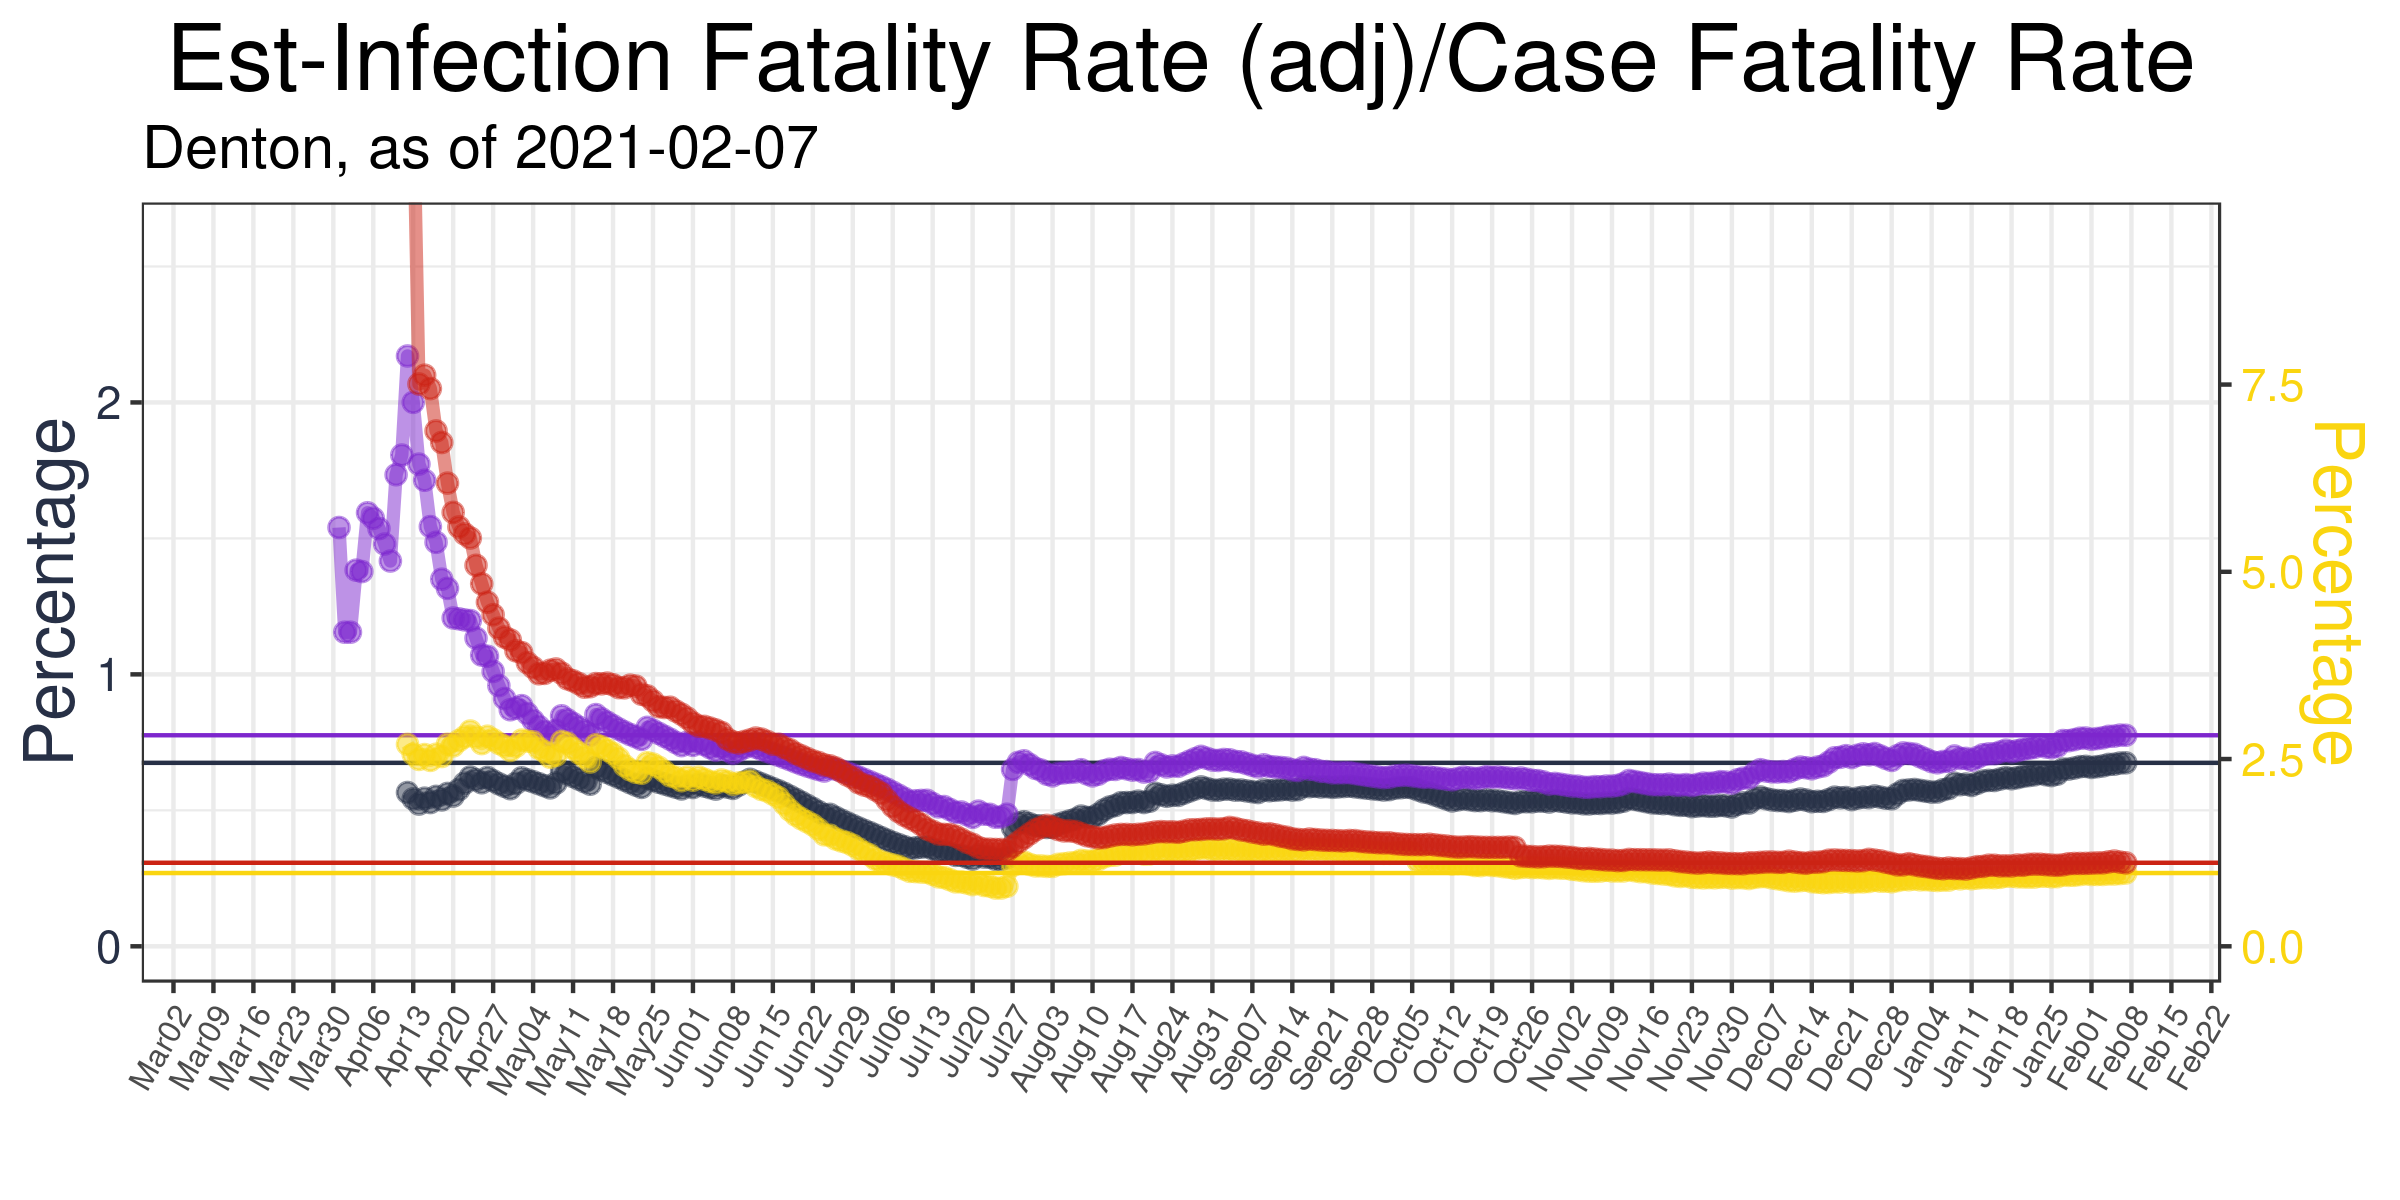 Est-Infection Fatality Rate (adj)/Case Fatality Rate
Denton, as of 2021-02-07
Percentage
2
1
0
7.5
5.0
2.5
0.0
Percentage
Mar02
Mar09
Mar16
Mar23
Mar30
Apr06
Apr13
Apr20
Apr27
May04
May11
May18
May25
Jun01
Jun08
Jun15
Jun22
Jun29
Jul06
Jul13
Jul20
Jul27
Aug03
Aug10
Aug17
Aug24
Aug31
Sep07
Sep14
Sep21
Sep28
Oct05
Oct12
Oct19
Oct26
Nov02
Nov09
Nov16
Nov23
Nov30
Dec07
Dec14
Dec21
Dec28
Jan04
Jan11
Jan18
Jan25
Feb01
Feb08
Feb15
Feb22